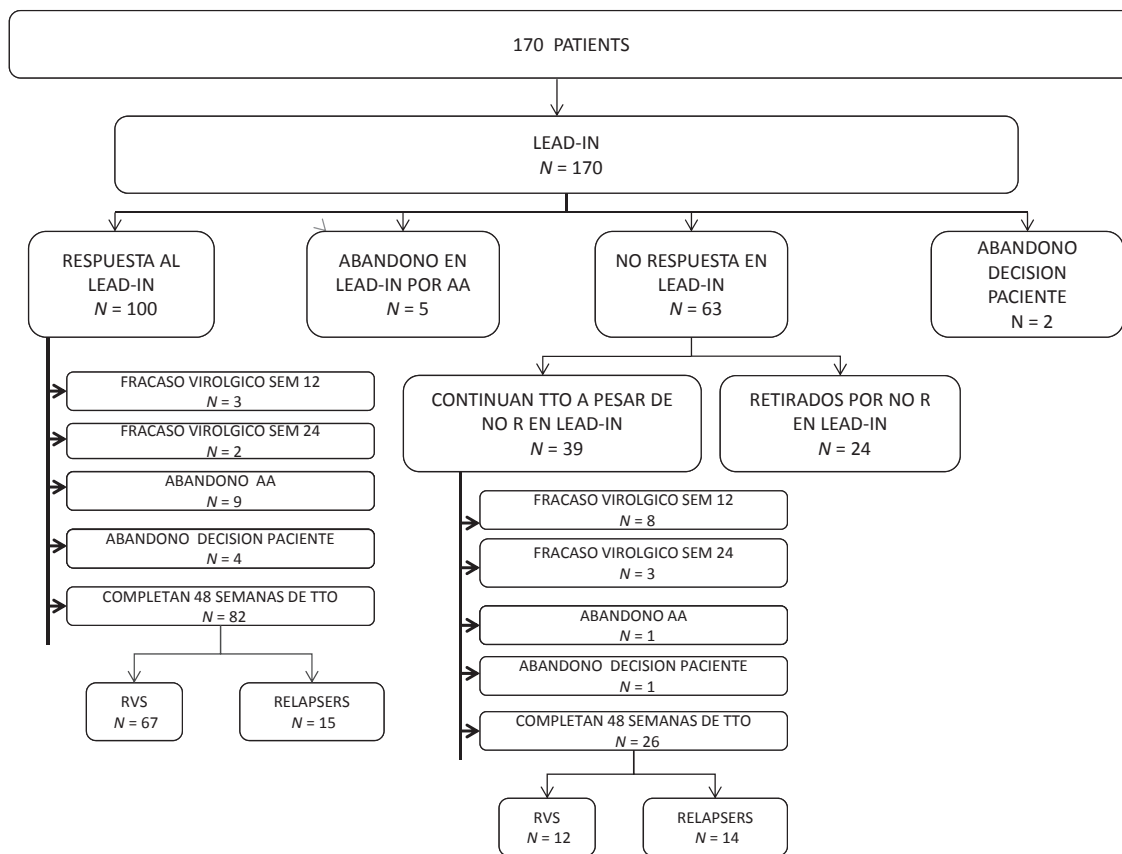 170 PATIENTS
LEAD-IN
N = 170
RESPUESTA AL
LEAD-IN
N = 100
ABANDONO EN
LEAD-IN POR AA
N = 5
NO RESPUESTA EN
LEAD-IN
N = 63
ABANDONO
DECISION
PACIENTE
N = 2
FRACASO VIROLGICO SEM 12
N = 3
FRACASO VIROLGICO SEM 24
N = 2
ABANDONO AA
N = 9
ABANDONO DECISION PACIENTE
N = 4
COMPLETAN 48 SEMANAS DE TTO
N = 82
RVS
N = 67
RELAPSERS
N = 15
CONTINUAN TTO A PESAR DE
NO R EN LEAD-IN
N = 39
RETIRADOS POR NO R
EN LEAD-IN
N = 24
FRACASO VIROLGICO SEM 12
N = 8
FRACASO VIROLGICO SEM 24
N = 3
ABANDONO AA
N = 1
ABANDONO DECISION PACIENTE
N = 1
COMPLETAN 48 SEMANAS DE TTO
N = 26
RVS
N = 12
RELAPSERS
N = 14